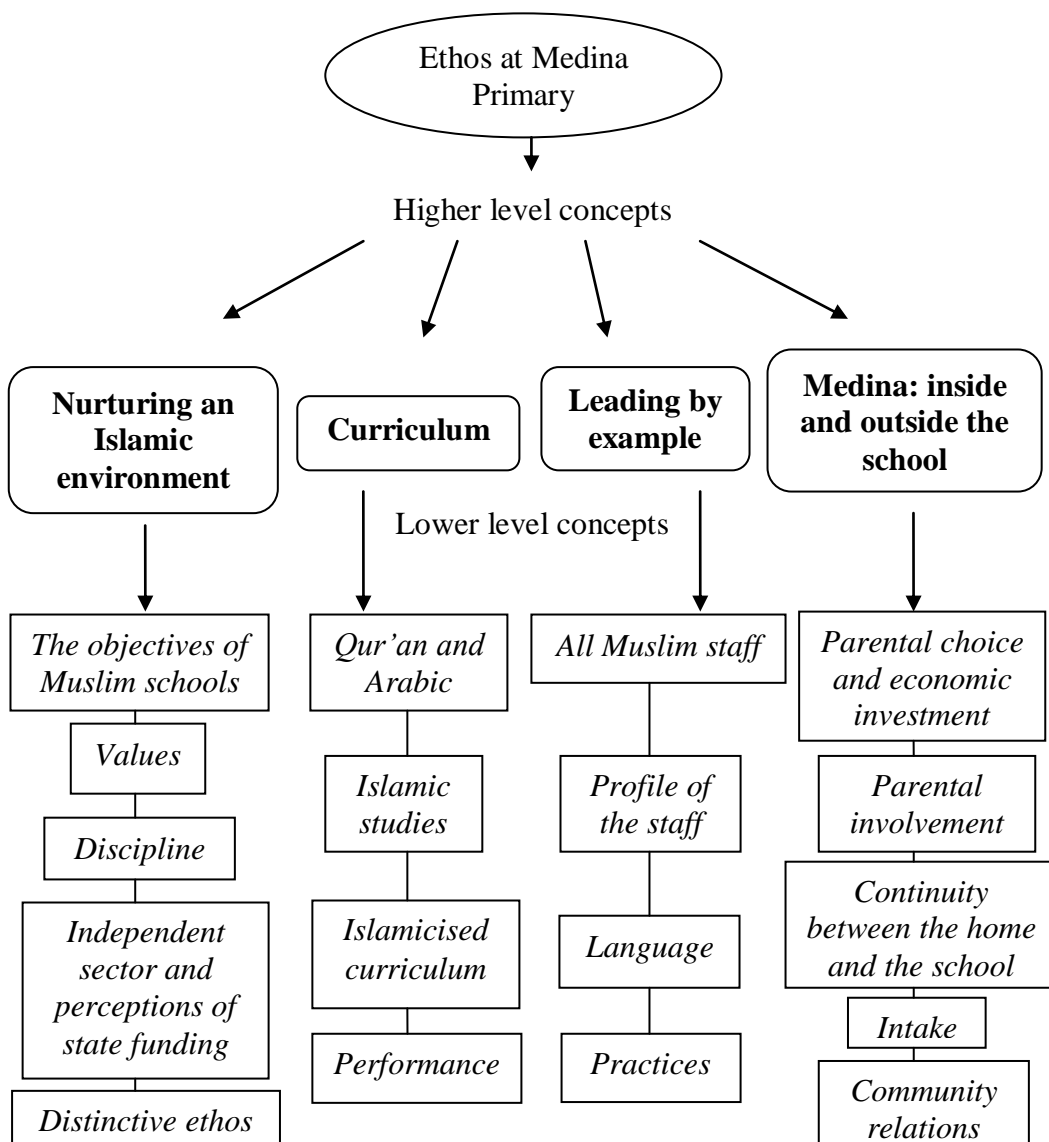 Ethos at Medina
Primary
Higher level concepts
Nurturing an
Islamic
environment
Curriculum
Leading by
example
Medina: inside
and outside the
school
Lower level concepts
The objectives of
Muslim schools
Values
Discipline
Independent
sector and
perceptions of
state funding
Distinctive ethos
Qur’an and
Arabic
Islamic
studies
Islamicised
curriculum
Performance
All Muslim staff
Profile of
the staff
Language
Practices
Parental choice
and economic
investment
Parental
involvement
Continuity
between the home
and the school
Intake
Community
relations